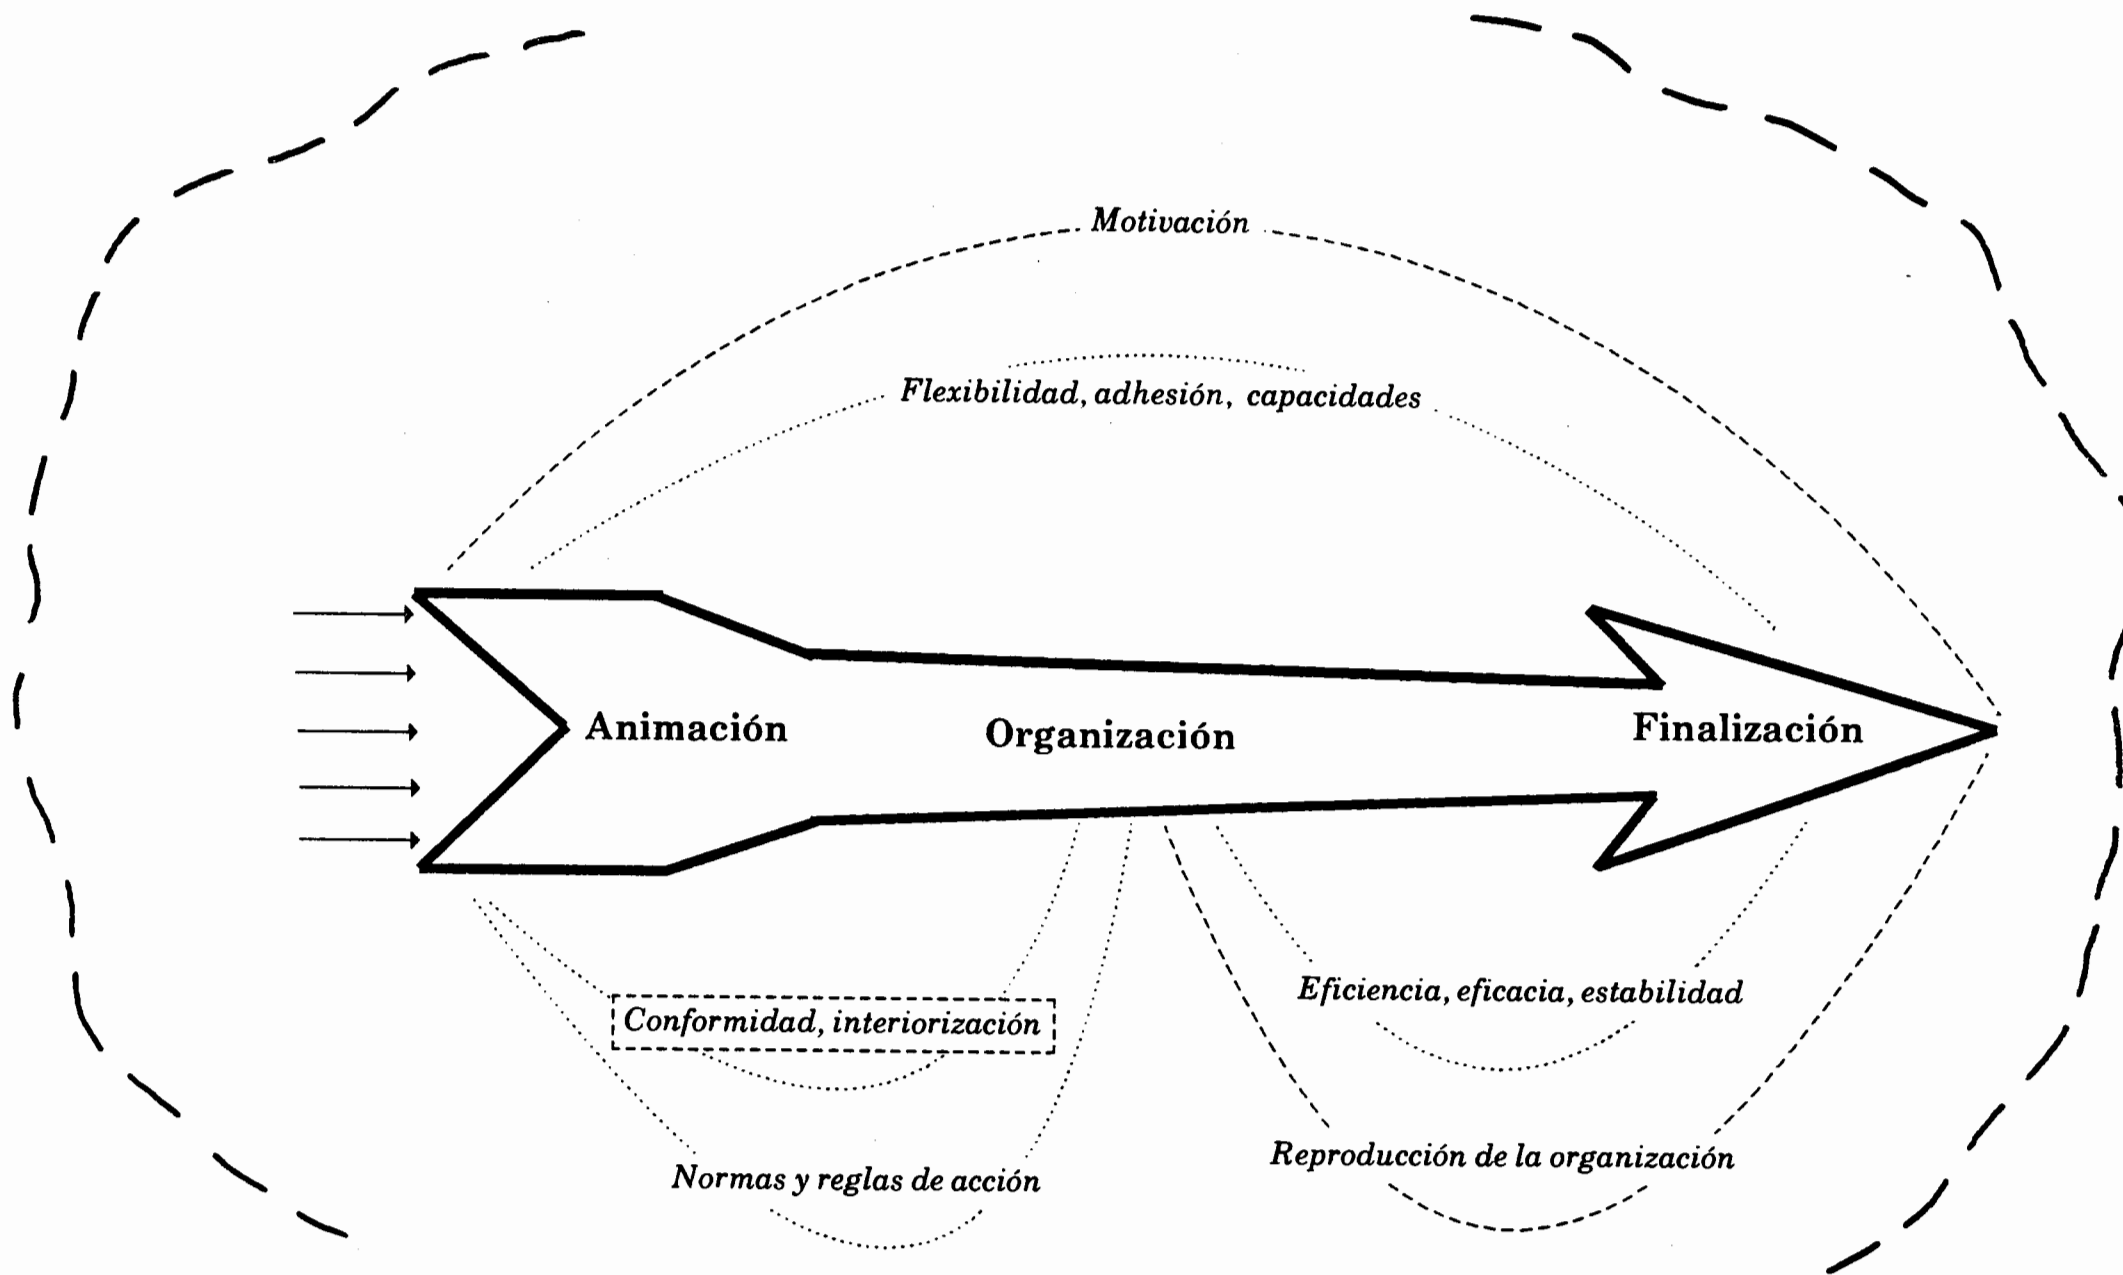 Motivación
Flexibilidad, adhesión, capacidades
Animación
Organización
Finalización
Eficiencia, eficacia, estabilidad
Conformidad, interiorización
Reproducción de la organización
Normas y reglas de acción